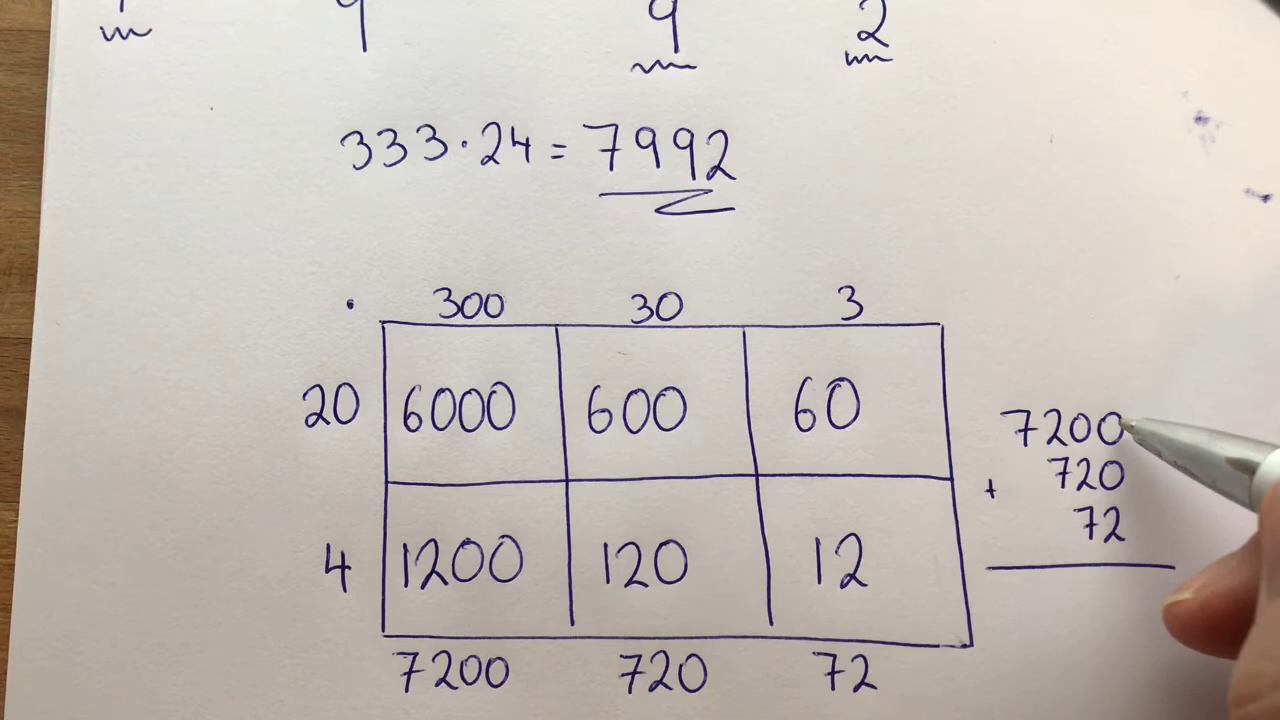 9 9 2
333·24=7992
· 300 30 3
20 6000 600 60
4 1200 120 12
7200 720 72
7200
+ 720
72